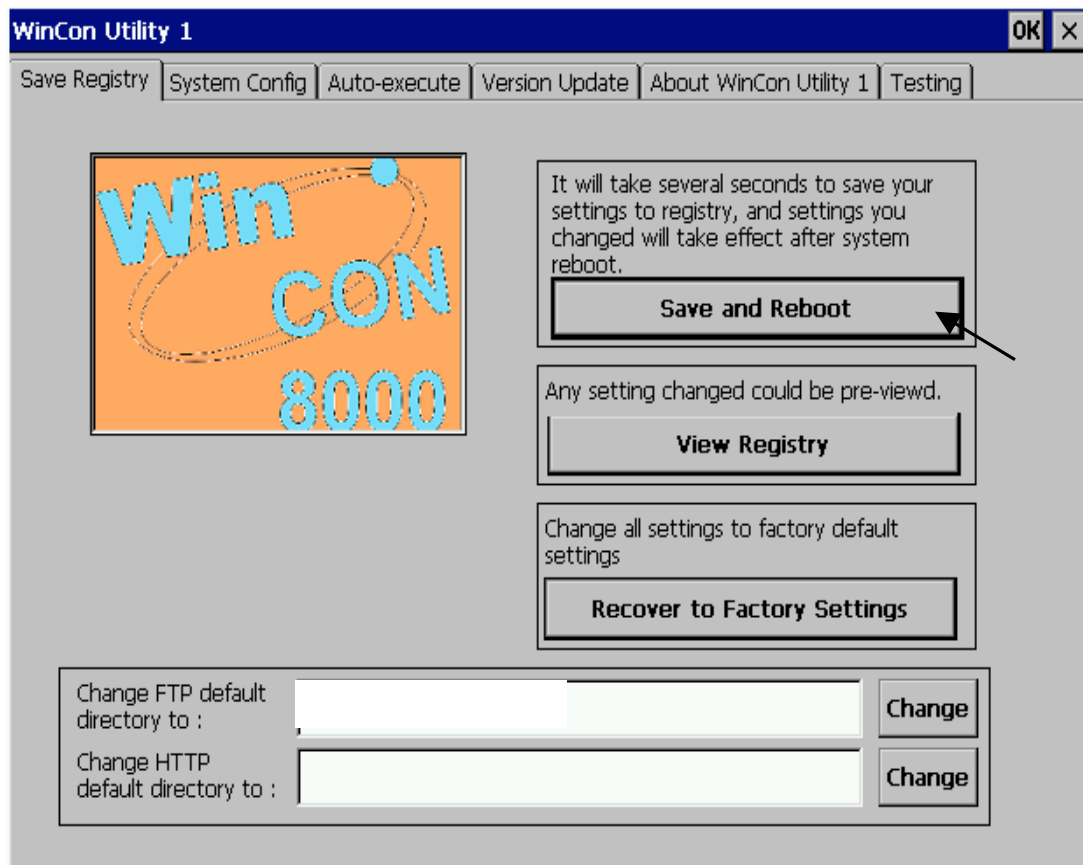 WinCon Utility 1 OK ×
Save Registry System Config Auto-execute Version Update About WinCon Utility 1 Testing
Win
CON
8000
It will take several seconds to save your
settings to registry, and settings you
changed will take effect after system
reboot.
Save and Reboot
Any setting changed could be pre-viewd.
View Registry
Change all settings to factory default
settings
Recover to Factory Settings
Change FTP default
directory to :
Change
Change HTTP
default directory to :
Change